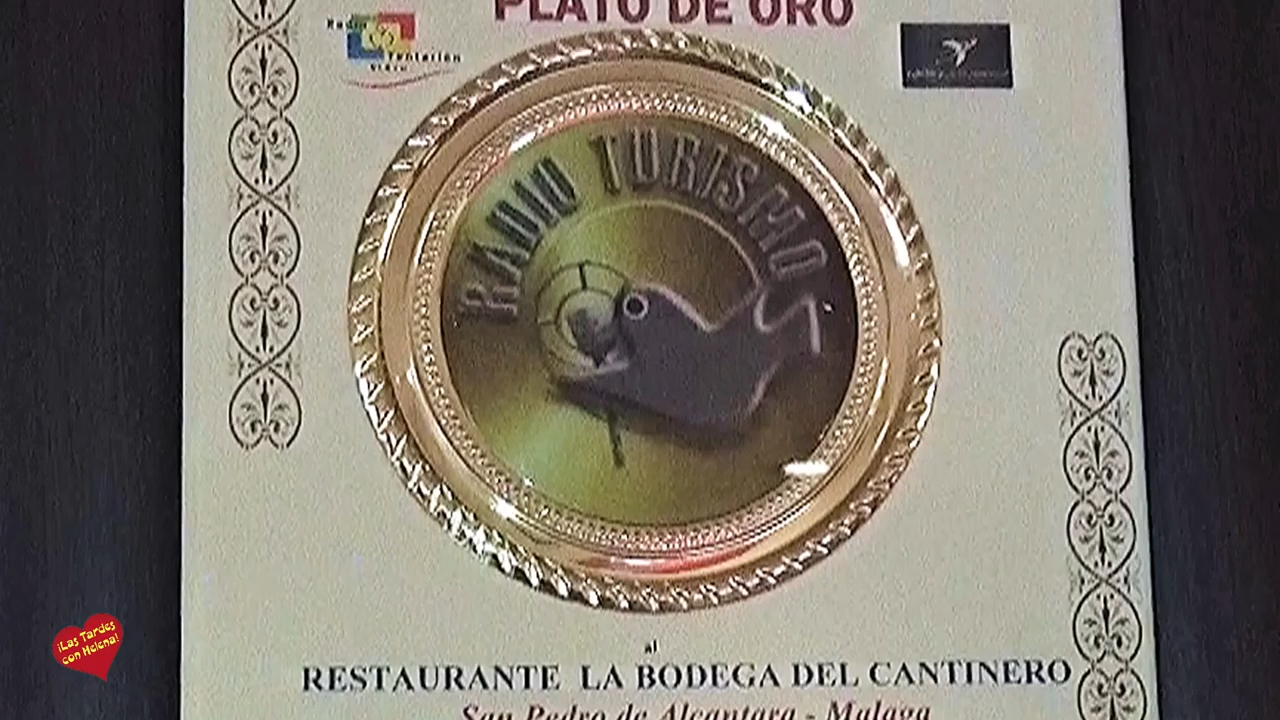 PLATO DE ORO
Radio
RADIO TURISMO
al
RESTAURANTE LA BODEGA DEL CANTINERO
San Pedro de Alcantara - Malaga
¡Las Tardes
con Helena!